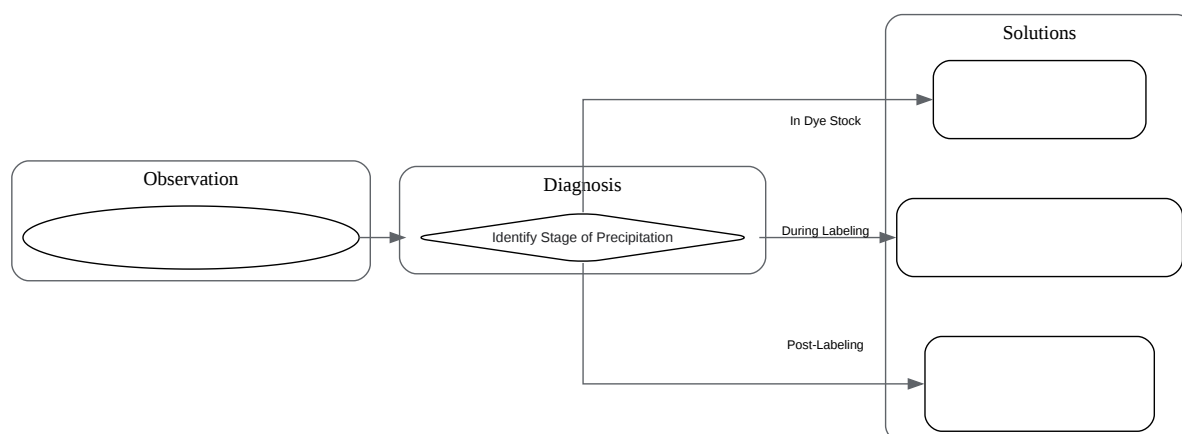 Solutions
In Dye Stock
Observation
Diagnosis
Identify Stage of Precipitation
During Labeling
Post-Labeling